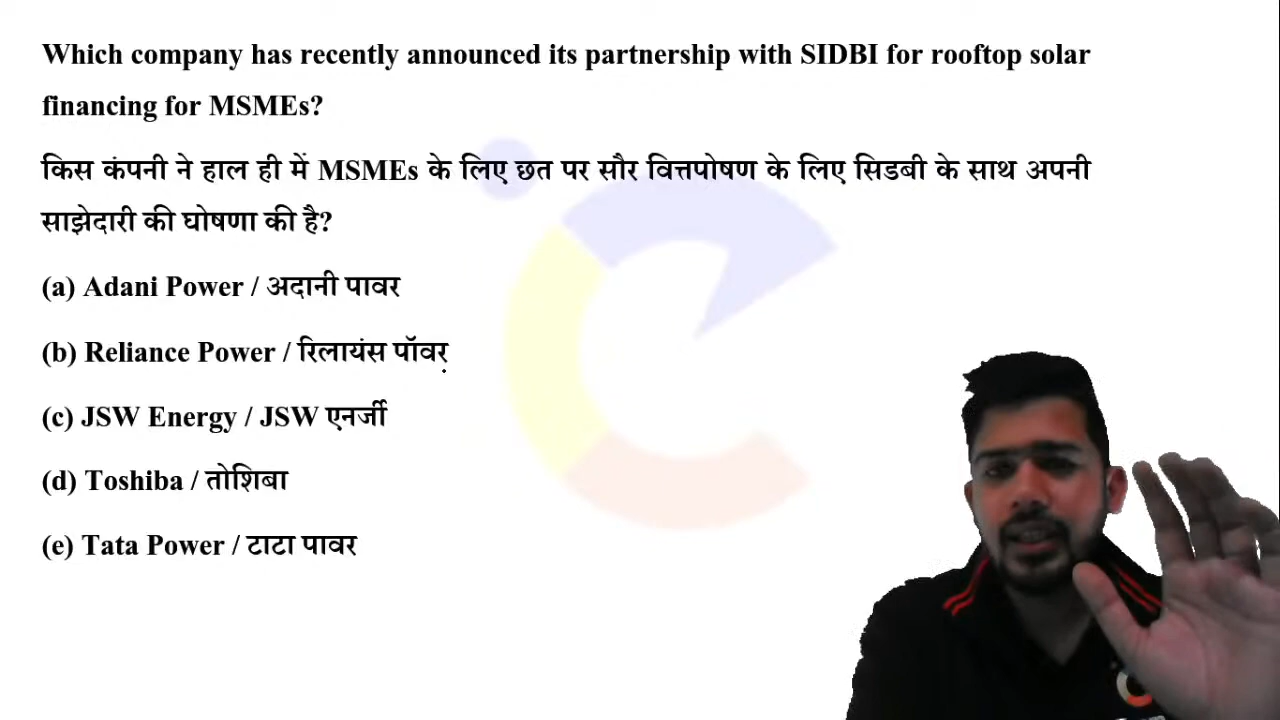 Which company has recently announced its partnership with SIDBI for rooftop solar
financing for MSMEs?
किस कंपनी ने हाल ही में MSMEs के लिए छत पर सौर वित्तपोषण के लिए सिडबी के साथ अपनी
साझेदारी की घोषणा की है?
(a) Adani Power / अदानी पावर
(b) Reliance Power / रिलायंस पॉवर
(c) JSW Energy / JSW एनर्जी
(d) Toshiba / तोशिबा
(e) Tata Power / टाटा पावर